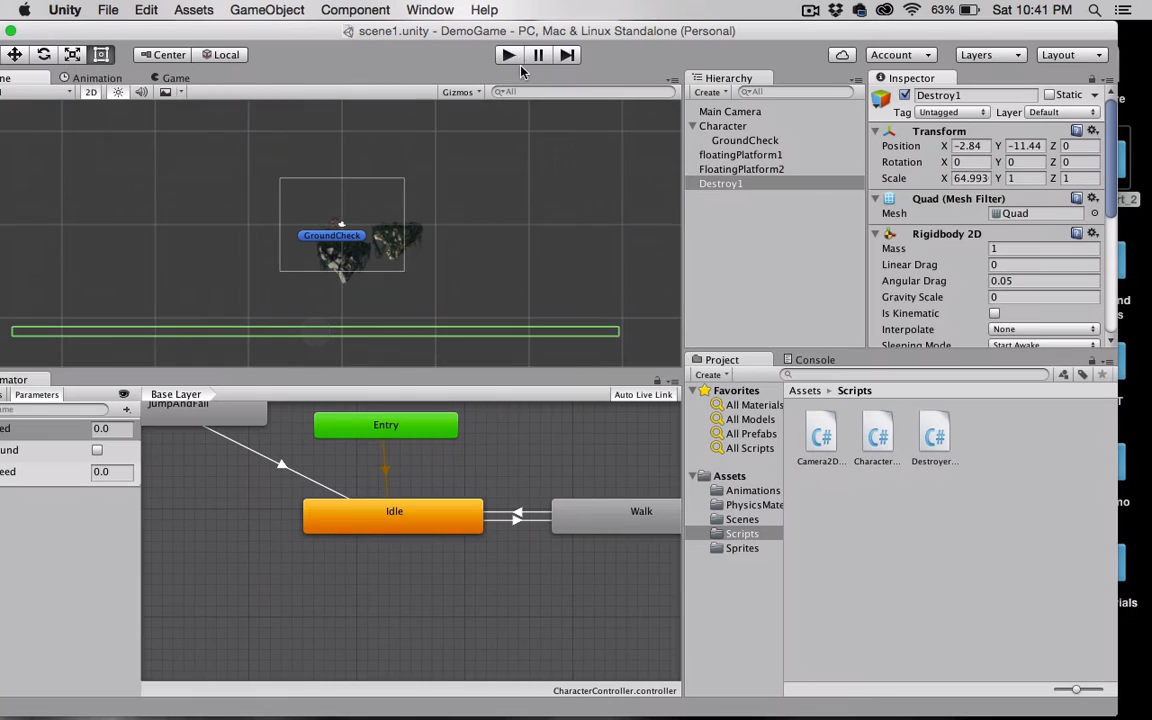 Unity File Edit Assets GameObject Component Window Help 63% Sat 10:41 PM
scene1.unity - DemoGame - PC, Mac & Linux Standalone (Personal)
Center Local Account Layers Layout
Animation Game
2D Gizmos All
GroundCheck
Hierarchy
Create All
Main Camera
Character
GroundCheck
floatingPlatform1
FloatingPlatform2
Destroy1
Inspector
Destroy1 Static
Tag Untagged Layer Default
Transform
Position X -2.84 Y -11.44 Z 0
Rotation X 0 Y 0 Z 0
Scale X 64.993 Y 1 Z 1
Quad (Mesh Filter)
Mesh Quad
Rigidbody 2D
Mass 1
Linear Drag 0
Angular Drag 0.05
Gravity Scale 0
Is Kinematic
Interpolate None
Sleeping Mode Start Awake
Parameters Base Layer Auto Live Link
0.0
0.0
JumpAndFall
Entry
Idle
Walk
CharacterController.controller
Project Console
Create
Favorites
All Materials
All Models
All Prefabs
All Scripts
Assets
Animations
PhysicsMate
Scenes
Scripts
Sprites
Assets Scripts
Camera2D... Character... Destroyer...